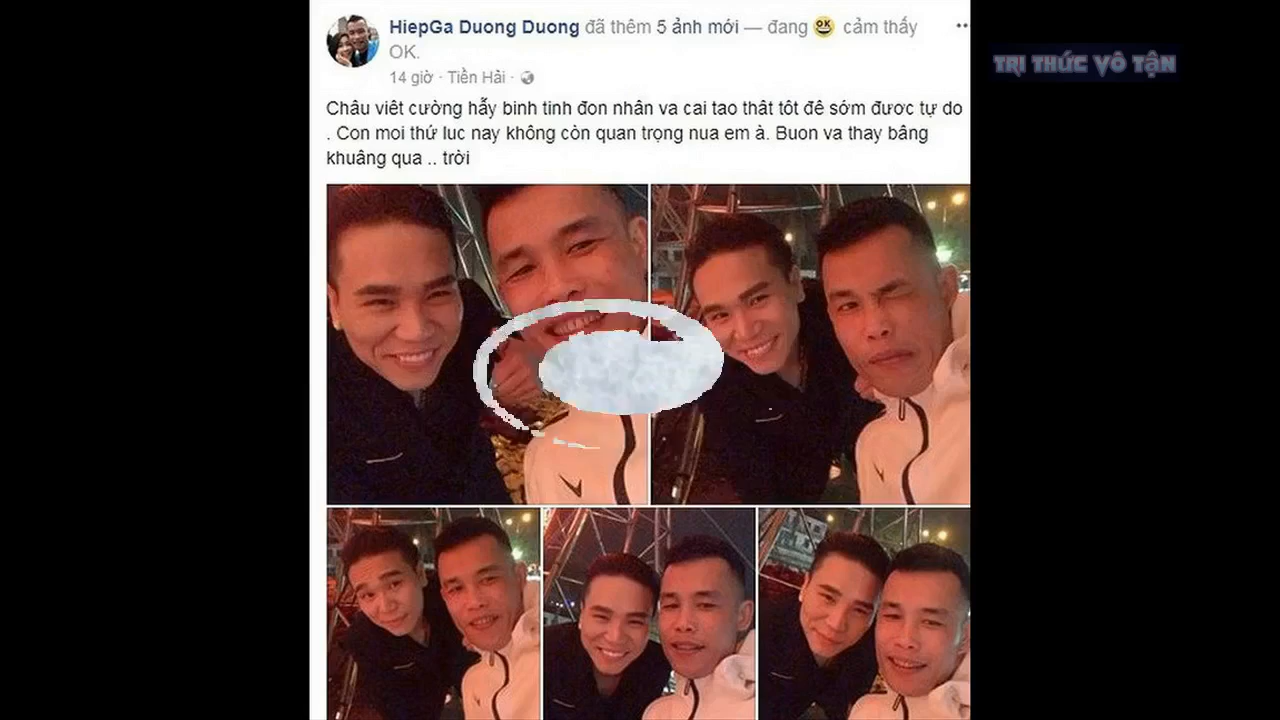 HiepGa Duong Duong đã thêm 5 ảnh mới — đang cảm thấy
OK.
14 giờ · Tiền Hải ·
Châu việt cường hẫy binh tinh đon nhân va cai tao thât tôt đê sớm đươc tự do
. Con moi thứ luc nay không còn quan trọng nua em à. Buon va thay bâng
khuâng qua .. trời
TRI THỨC VÔ TẬN